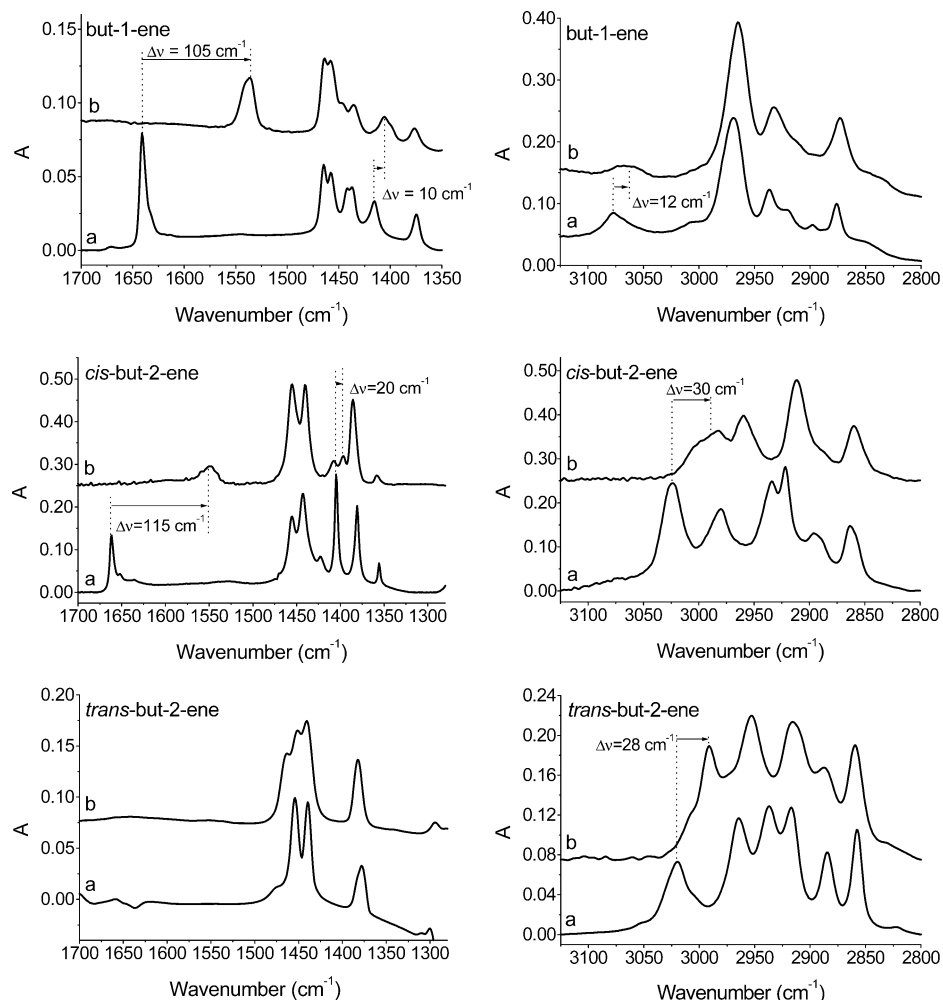 but-1-ene
0.15
0.10
0.05
0.00
A
Δν = 105 cm⁻¹
b
Δν = 10 cm⁻¹
a
1700 1650 1600 1550 1500 1450 1400 1350
Wavenumber (cm⁻¹)
but-1-ene
0.40
0.30
0.20
0.10
0.00
A
b
Δν=12 cm⁻¹
a
3100 3050 3000 2950 2900 2850 2800
Wavenumber (cm⁻¹)
cis-but-2-ene
0.50
0.40
0.30
0.20
0.10
0.00
A
Δν=20 cm⁻¹
b
Δν=115 cm⁻¹
a
1700 1650 1600 1550 1500 1450 1400 1350 1300
Wavenumber (cm⁻¹)
cis-but-2-ene
0.50
0.40
0.30
0.20
0.10
0.00
A
Δν=30 cm⁻¹
b
a
3100 3050 3000 2950 2900 2850 2800
Wavenumber (cm⁻¹)
trans-but-2-ene
0.20
0.15
0.10
0.05
0.00
A
b
a
1700 1650 1600 1550 1500 1450 1400 1350 1300
Wavenumber (cm⁻¹)
trans-but-2-ene
0.24
0.20
0.16
0.12
0.08
0.04
0.00
A
Δν=28 cm⁻¹
b
a
3100 3050 3000 2950 2900 2850 2800
Wavenumber (cm⁻¹)